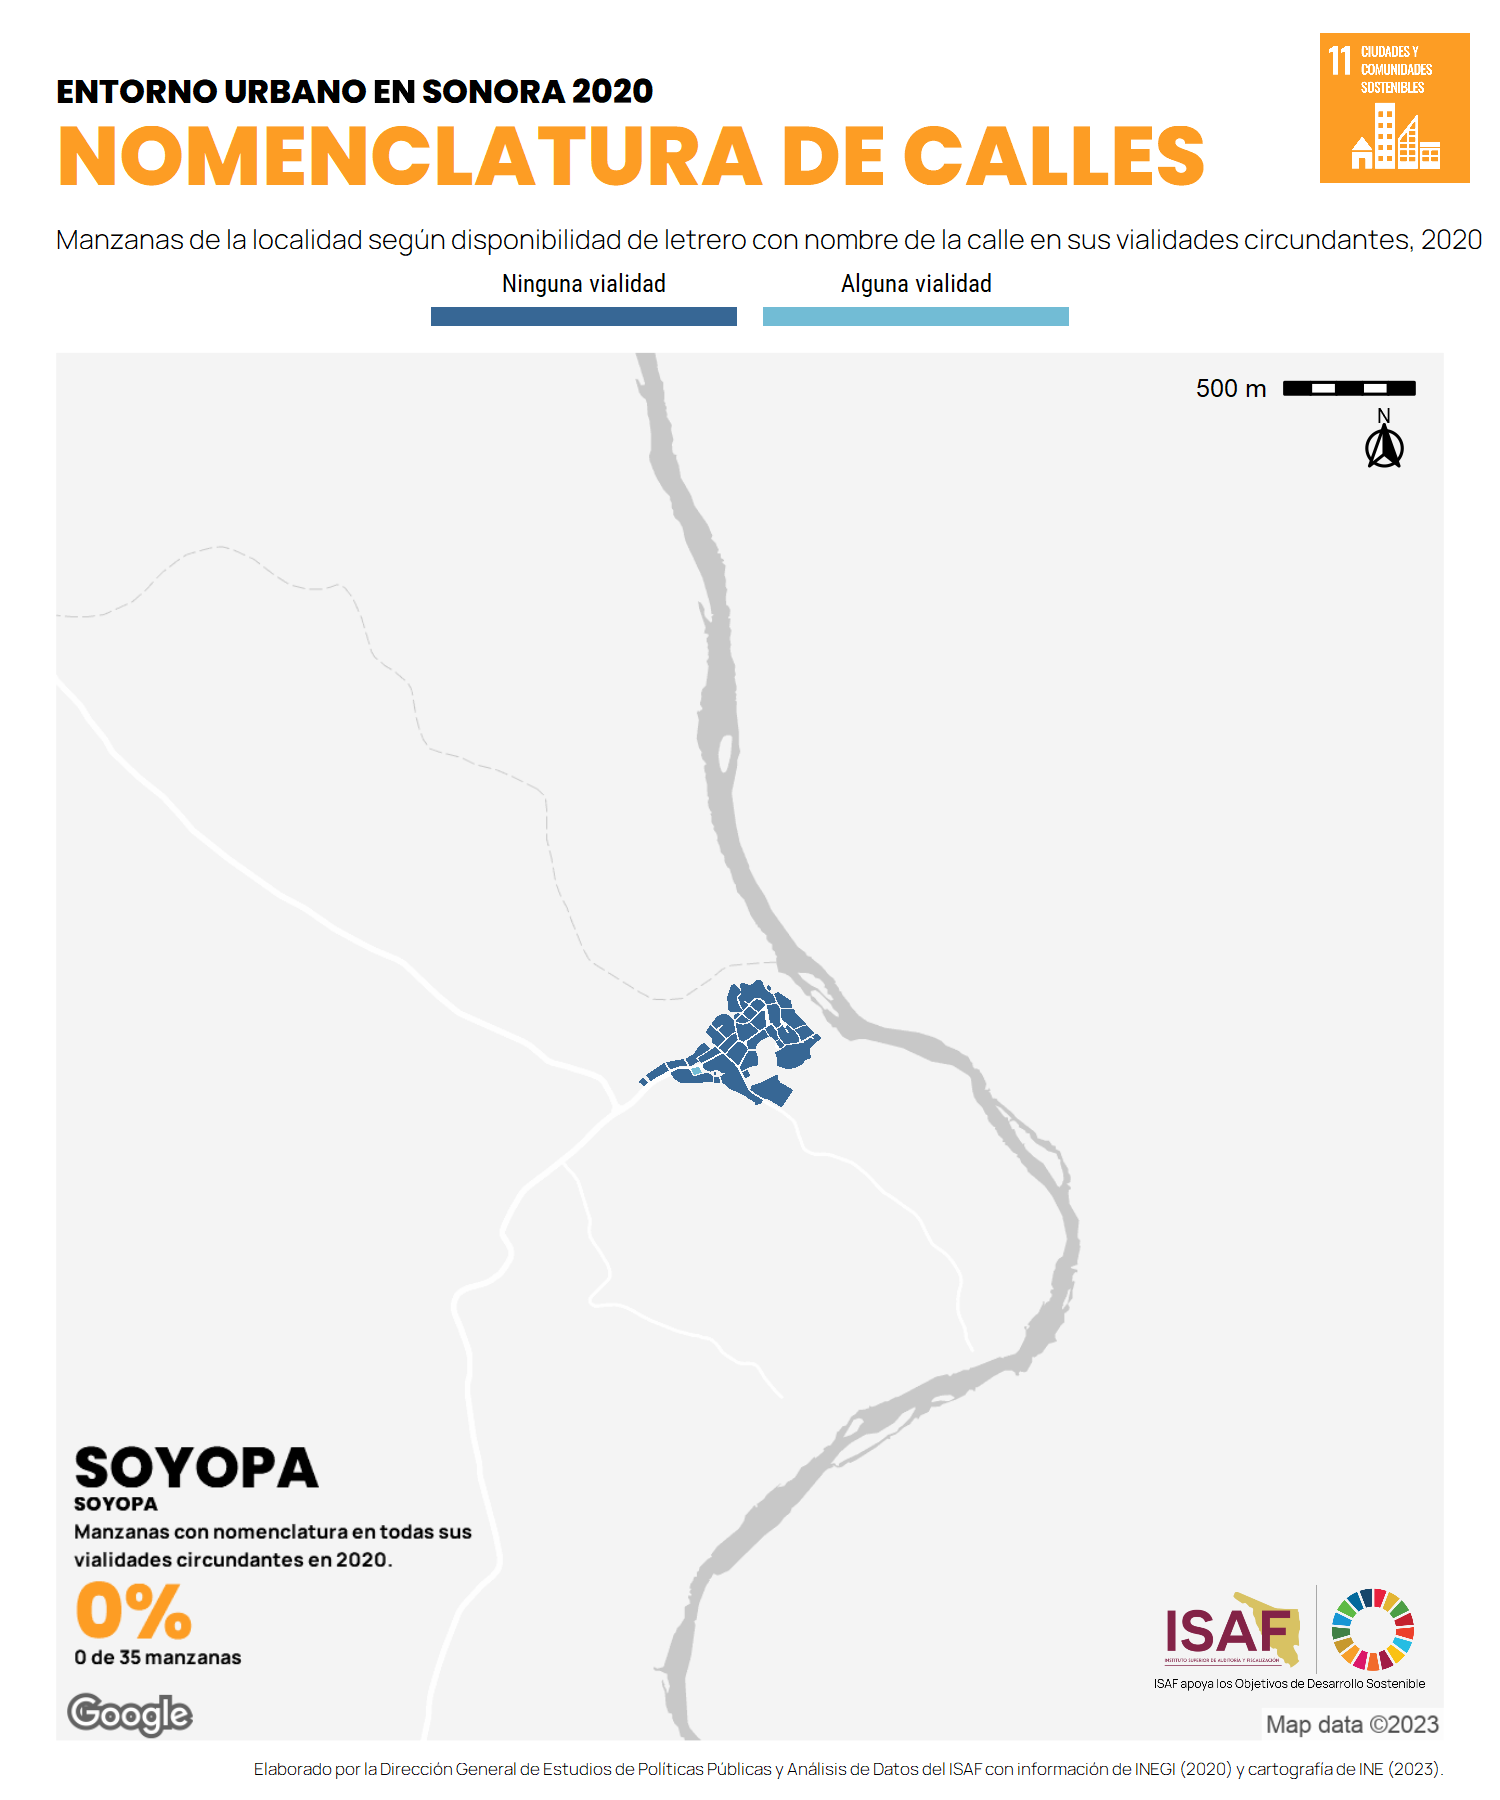 11 CIUDADES Y
COMUNIDADES
SOSTENIBLES
ENTORNO URBANO EN SONORA 2020
NOMENCLATURA DE CALLES
Manzanas de la localidad según disponibilidad de letrero con nombre de la calle en sus vialidades circundantes, 2020
Ninguna vialidad
Alguna vialidad
500 m
N
SOYOPA
SOYOPA
Manzanas con nomenclatura en todas sus
vialidades circundantes en 2020.
0%
0 de 35 manzanas
ISAF
INSTITUTO SUPERIOR DE AUDITORÍA Y FISCALIZACIÓN
ISAF apoya los Objetivos de Desarrollo Sostenible
Google
Map data ©2023
Elaborado por la Dirección General de Estudios de Políticas Públicas y Análisis de Datos del ISAF con información de INEGI (2020) y cartografía de INE (2023).